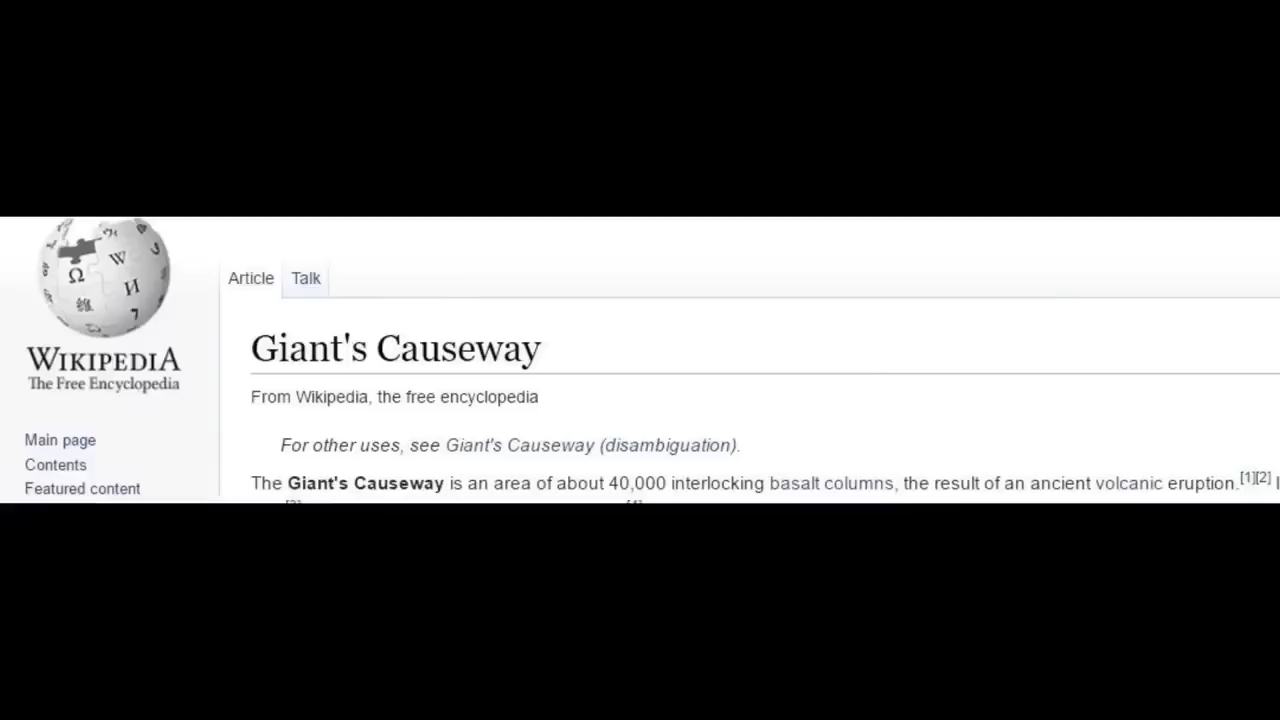 Ω W И 維 7
WIKIPEDIA
The Free Encyclopedia
Main page
Contents
Featured content
Article Talk
Giant's Causeway
From Wikipedia, the free encyclopedia
For other uses, see Giant's Causeway (disambiguation).
The Giant's Causeway is an area of about 40,000 interlocking basalt columns, the result of an ancient volcanic eruption.[1][2]